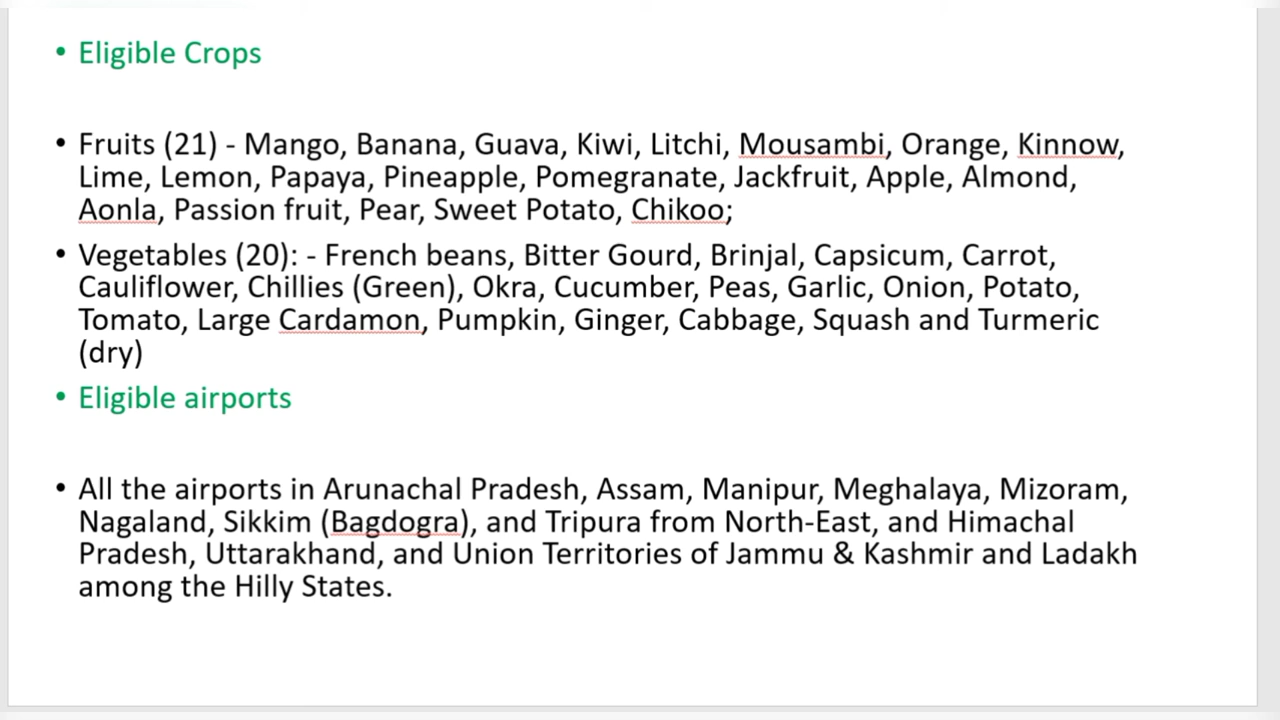 • Eligible Crops
• Fruits (21) - Mango, Banana, Guava, Kiwi, Litchi, Mousambi, Orange, Kinnow,
Lime, Lemon, Papaya, Pineapple, Pomegranate, Jackfruit, Apple, Almond,
Aonla, Passion fruit, Pear, Sweet Potato, Chikoo;
• Vegetables (20): - French beans, Bitter Gourd, Brinjal, Capsicum, Carrot,
Cauliflower, Chillies (Green), Okra, Cucumber, Peas, Garlic, Onion, Potato,
Tomato, Large Cardamon, Pumpkin, Ginger, Cabbage, Squash and Turmeric
(dry)
• Eligible airports
• All the airports in Arunachal Pradesh, Assam, Manipur, Meghalaya, Mizoram,
Nagaland, Sikkim (Bagdogra), and Tripura from North-East, and Himachal
Pradesh, Uttarakhand, and Union Territories of Jammu & Kashmir and Ladakh
among the Hilly States.